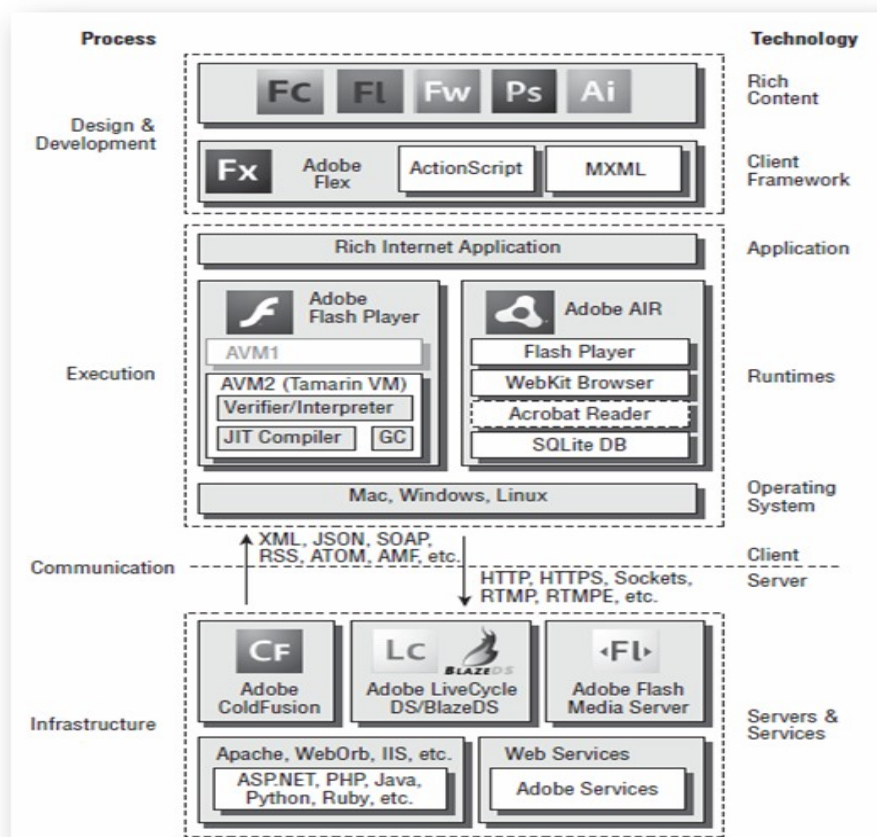 Process
Technology
Fc Fl Fw Ps Ai
Rich
Content
Design &
Development
Fx
Adobe
Flex
ActionScript
MXML
Client
Framework
Rich Internet Application
Application
Adobe
Flash Player
Adobe AIR
AVM1
Flash Player
Execution
AVM2 (Tamarin VM)
WebKit Browser
Runtimes
Verifier/Interpreter
Acrobat Reader
JIT Compiler
GC
SQLite DB
Mac, Windows, Linux
Operating
System
XML, JSON, SOAP,
RSS, ATOM, AMF, etc.
Communication
Client
Server
HTTP, HTTPS, Sockets,
RTMP, RTMPE, etc.
CF
Adobe
ColdFusion
LC
BLAZEDS
Adobe LiveCycle
DS/BlazeDS
Fl
Adobe Flash
Media Server
Infrastructure
Servers &
Services
Apache, WebOrb, IIS, etc.
ASP.NET, PHP, Java,
Python, Ruby, etc.
Web Services
Adobe Services